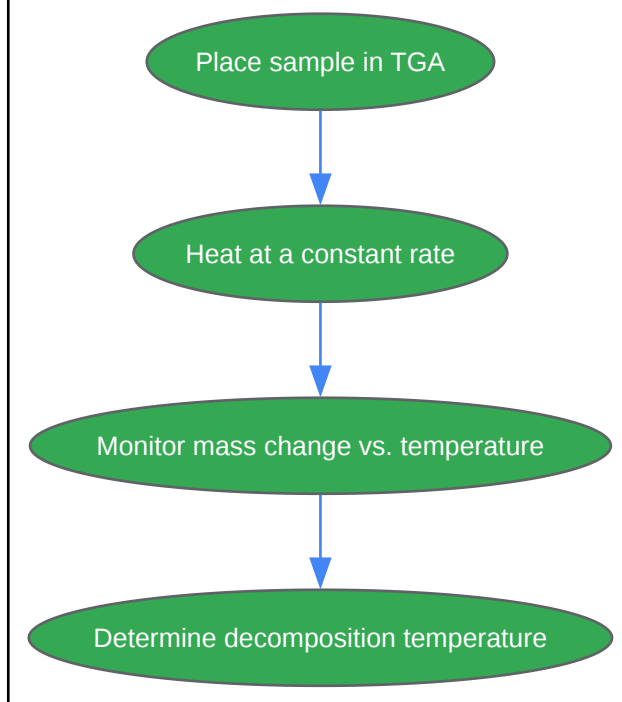 Place sample in TGA
Heat at a constant rate
Monitor mass change vs. temperature
Determine decomposition temperature